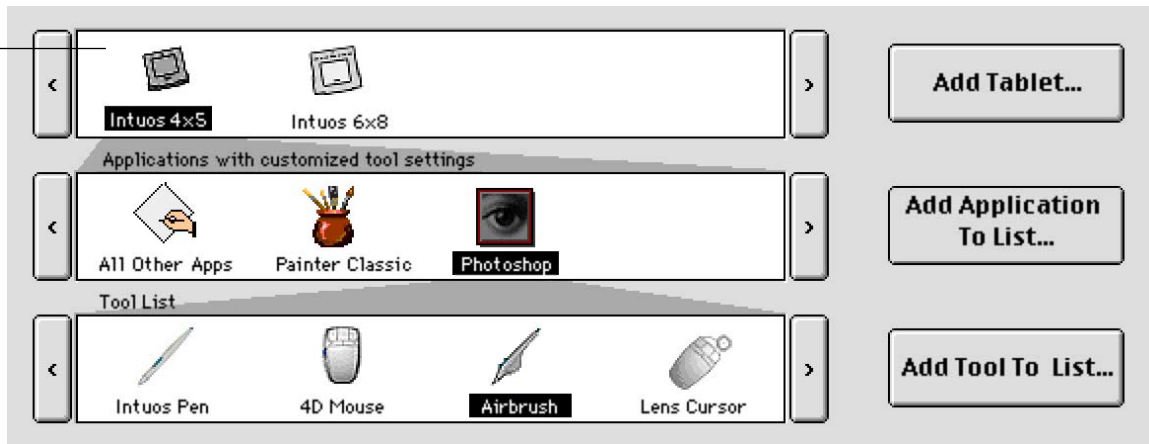 Intuos 4x5
Intuos 6x8
Add Tablet...
Applications with customized tool settings
All Other Apps
Painter Classic
Photoshop
Add Application
To List...
Tool List
Intuos Pen
4D Mouse
Airbrush
Lens Cursor
Add Tool To List...